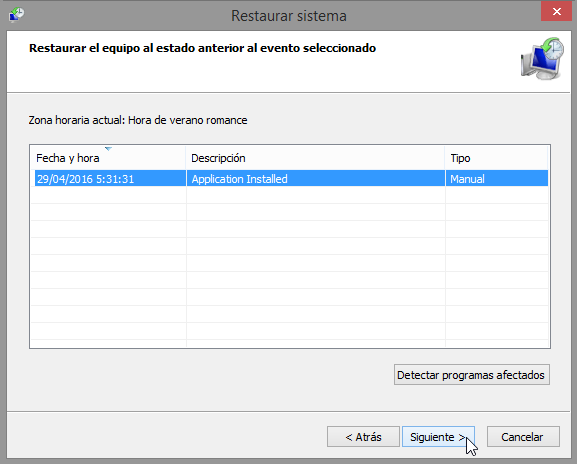 Restaurar sistema
Restaurar el equipo al estado anterior al evento seleccionado
Zona horaria actual: Hora de verano romance
Fecha y hora Descripción Tipo
29/04/2016 5:31:31 Application Installed Manual
Detectar programas afectados
< Atrás Siguiente > Cancelar